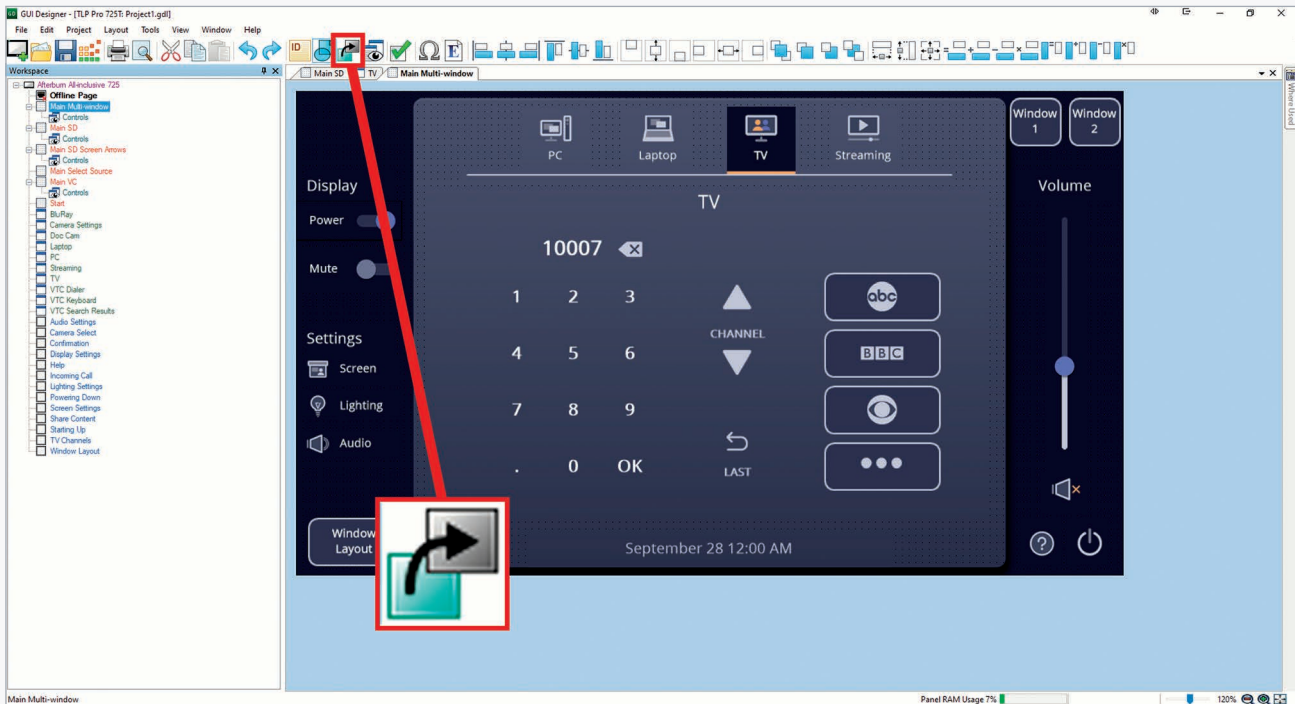 GUI Designer - [TLP Pro 725T: Project1.gdl]
File Edit Project Layout Tools View Window Help
ID
E
Workspace
Main SD
TV
Main Multi-window
Where Used
Afterburn All-inclusive 725
Offline Page
Main Multi-window
Controls
Main SD
Controls
Main SD Screen Arrows
Controls
Main Select Source
Main VC
Controls
Start
BluRay
Camera Settings
Doc Cam
Laptop
PC
Streaming
TV
VTC Dialer
VTC Keyboard
VTC Search Results
Audio Settings
Camera Select
Confirmation
Display Settings
Help
Incoming Call
Lighting Settings
Powering Down
Screen Settings
Share Content
Starting Up
TV Channels
Window Layout
Display
Power
Mute
Settings
Screen
Lighting
Audio
Window
Layout
PC Laptop TV Streaming
TV
10007
1 2 3
4 5 6
7 8 9
. 0 OK
CHANNEL
LAST
abc
BBC
September 28 12:00 AM
Window
1
Window
2
Volume
?
Main Multi-window
Panel RAM Usage 7%
120%